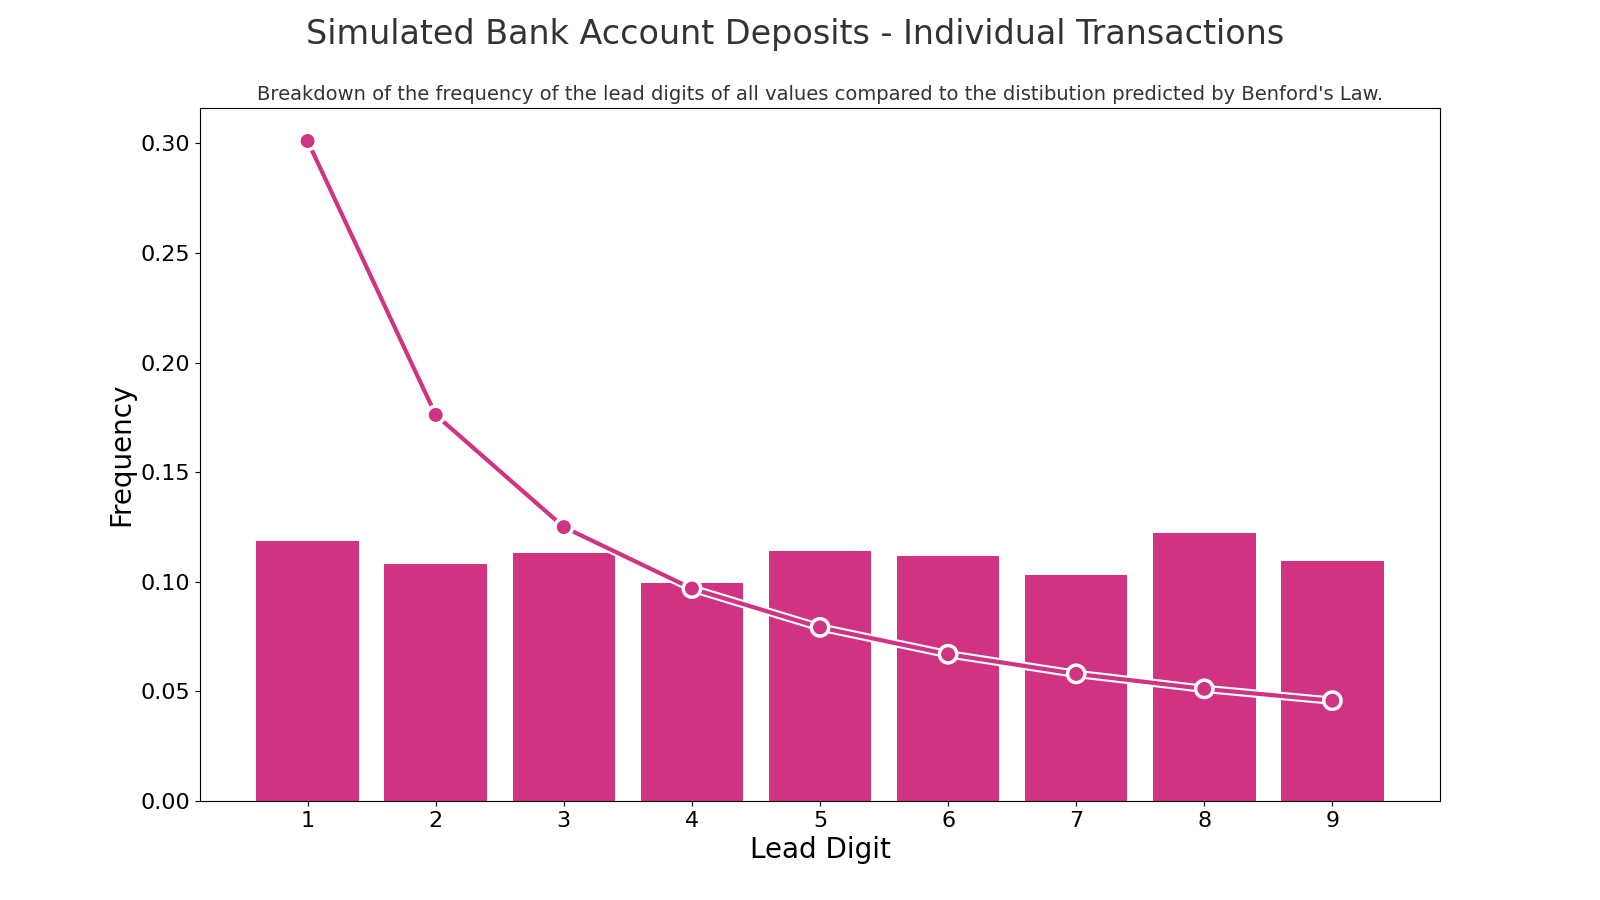 Simulated Bank Account Deposits - Individual Transactions
Breakdown of the frequency of the lead digits of all values compared to the distibution predicted by Benford's Law.
Frequency
0.30
0.25
0.20
0.15
0.10
0.05
0.00
1 2 3 4 5 6 7 8 9
Lead Digit